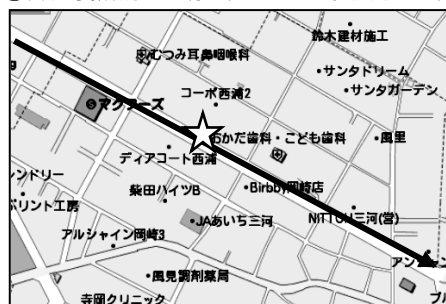 鈴木建材施工
むつみ耳鼻咽喉科
サンタドリーム
サンタガーデン
コーポ西浦2
アクアーズ
おかだ歯科・こども歯科
風里
ディアコート西浦
ンドリー
柴田ハイツB
Birbby岡崎店
プリント工房
JAあいち三河
NITTOH三河(営)
アルシャイン岡崎3
風見調剤薬局
寺岡クリニック